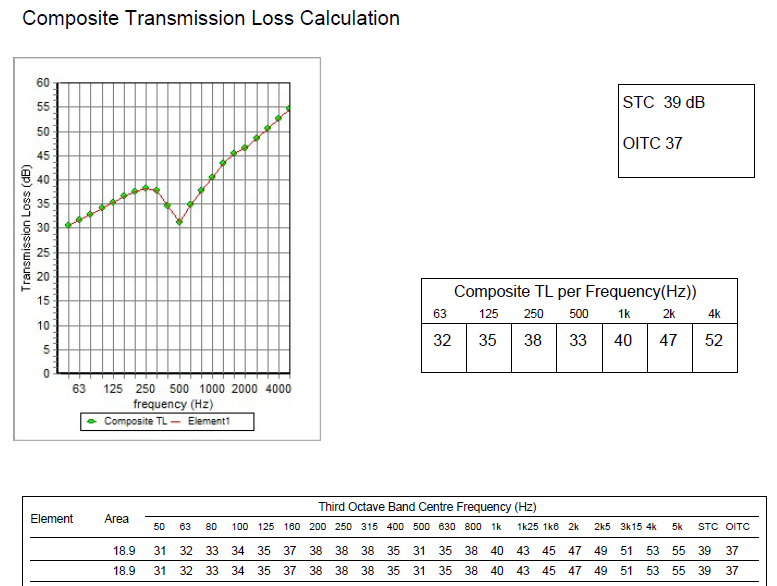 Composite Transmission Loss Calculation
60
55
50
45
40
35
30
25
20
15
10
5
0
Transmission Loss (dB)
63 125 250 500 1000 2000 4000
frequency (Hz)
Composite TL Element1
STC 39 dB
OITC 37
Composite TL per Frequency(Hz))
63 125 250 500 1k 2k 4k
32 35 38 33 40 47 52
Third Octave Band Centre Frequency (Hz)
Element Area
50 63 80 100 125 160 200 250 315 400 500 630 800 1k 1k25 1k6 2k 2k5 3k15 4k 5k STC OITC
18.9 31 32 33 34 35 37 38 38 38 35 31 35 38 40 43 45 47 49 51 53 55 39 37
18.9 31 32 33 34 35 37 38 38 38 35 31 35 38 40 43 45 47 49 51 53 55 39 37